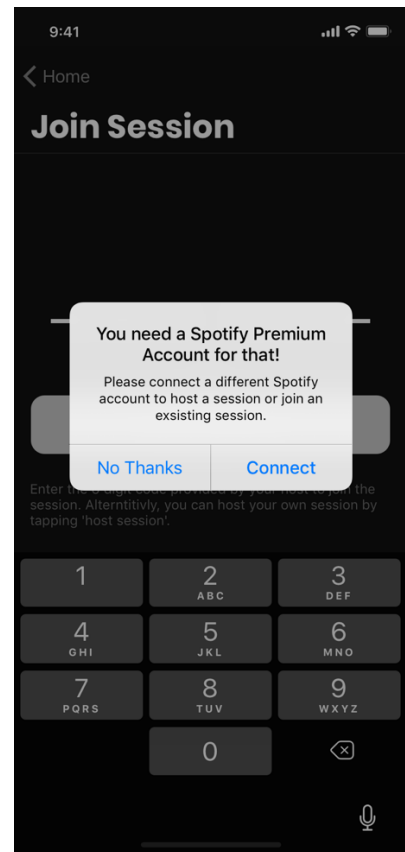 9:41
Home
Join Session
You need a Spotify Premium
Account for that!
Please connect a different Spotify
account to host a session or join an
exsisting session.
No Thanks
Connect
Enter the 6 digit code provided by your host to join the
session. Alterntitivly, you can host your own session by
tapping 'host session'.
1
2
ABC
3
DEF
4
GHI
5
JKL
6
MNO
7
PQRS
8
TUV
9
WXYZ
0